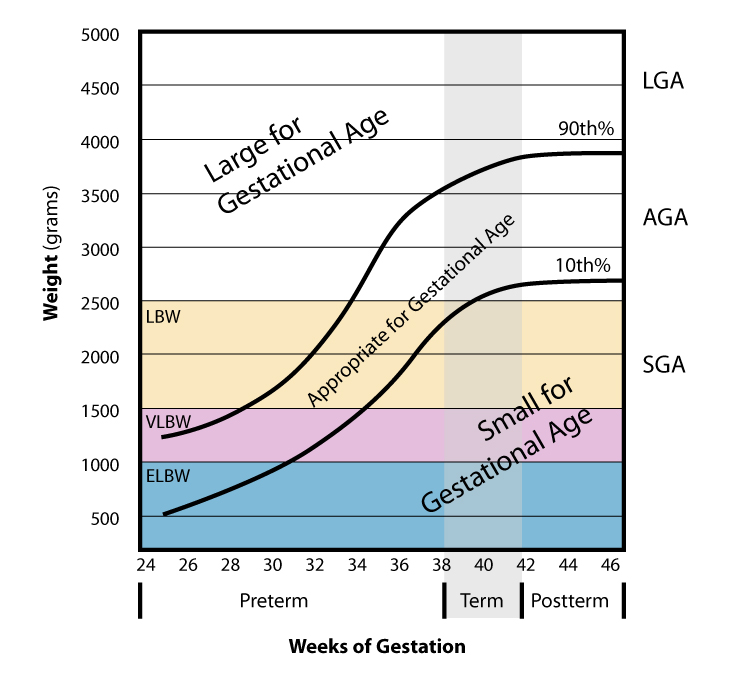 5000
4500
4000
3500
3000
2500
2000
1500
1000
500
Weight (grams)
LGA
AGA
SGA
Large for
Gestational Age
90th%
Appropriate for Gestational Age
10th%
LBW
VLBW
ELBW
Small for
Gestational Age
24 26 28 30 32 34 36 38 40 42 44 46
Preterm Term Postterm
Weeks of Gestation